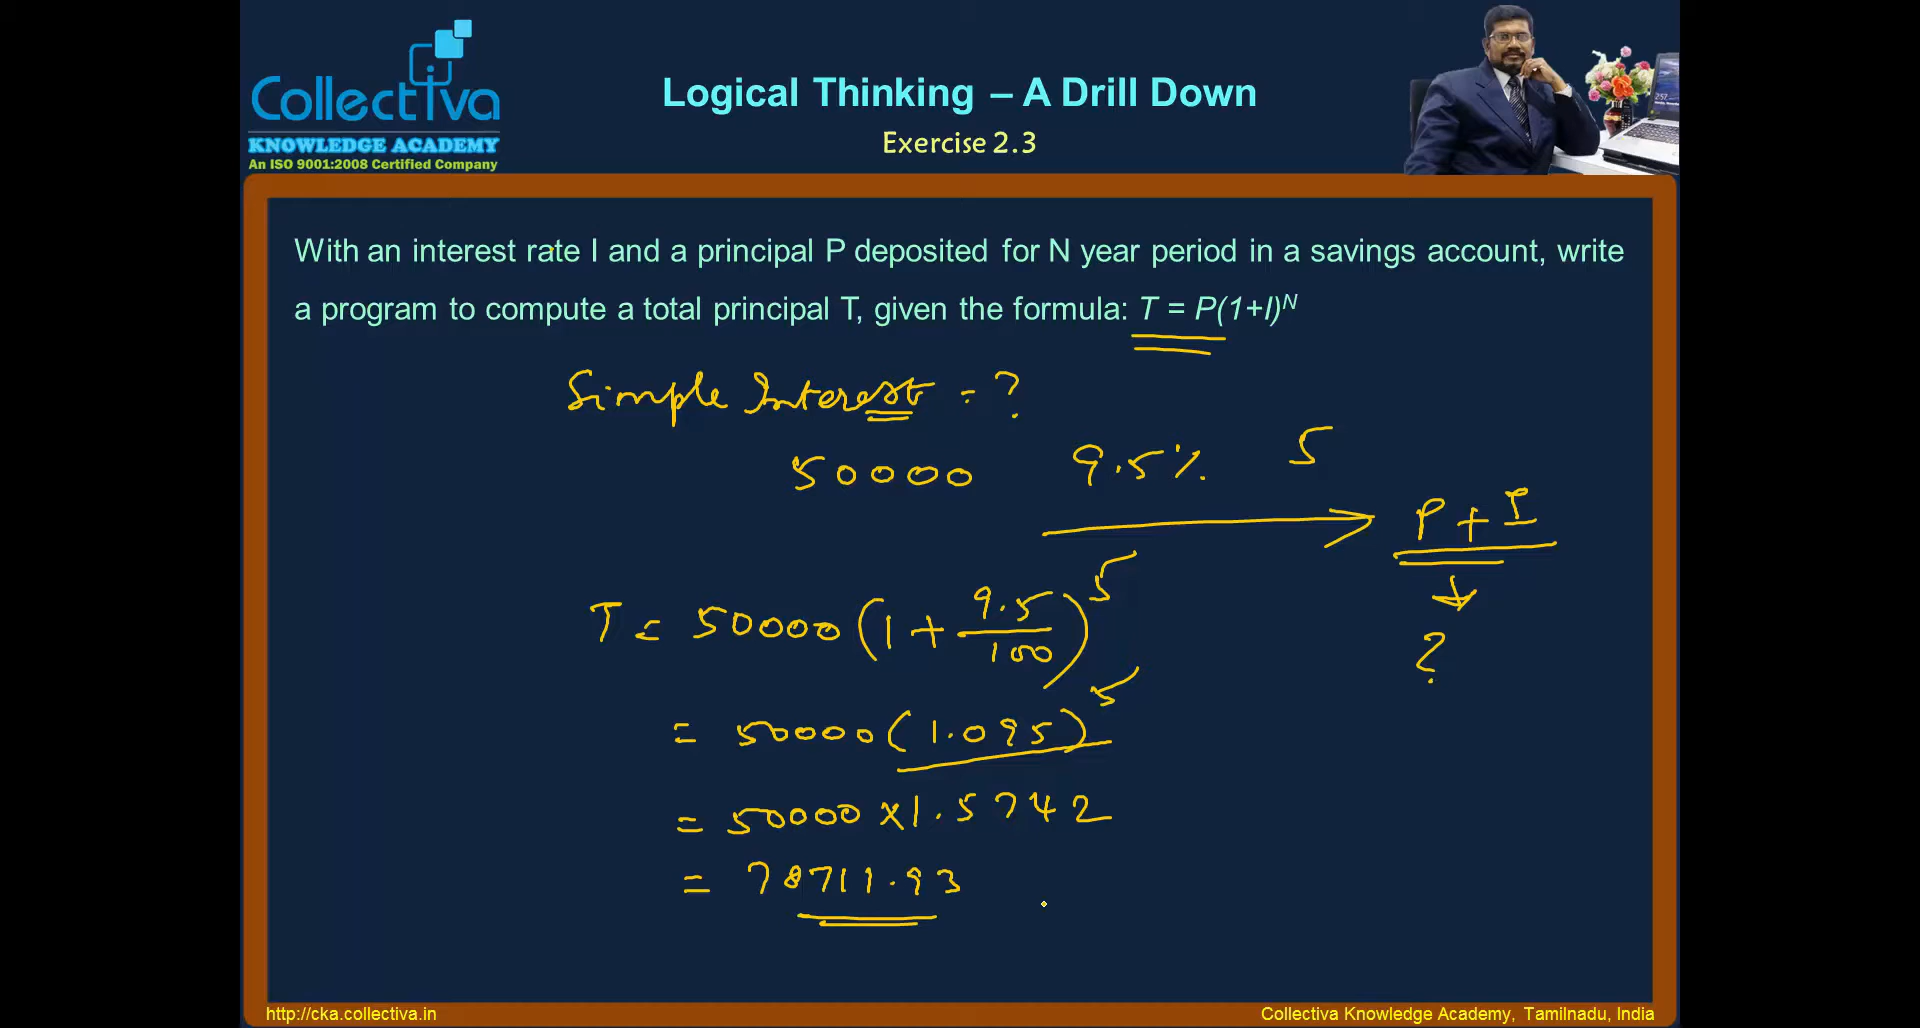 Collectiva
KNOWLEDGE ACADEMY
An ISO 9001:2008 Certified Company
Logical Thinking – A Drill Down
Exercise 2.3
With an interest rate I and a principal P deposited for N year period in a savings account, write
a program to compute a total principal T, given the formula: T = P(1+I)^N
Simple Interest = ?
50000 9.5% 5
P + I
?
T = 50000 (1 + 9.5/100)^5
= 50000 (1.095)^5
= 50000 x 1.5742
= 78711.93
http://cka.collectiva.in
Collectiva Knowledge Academy, Tamilnadu, India